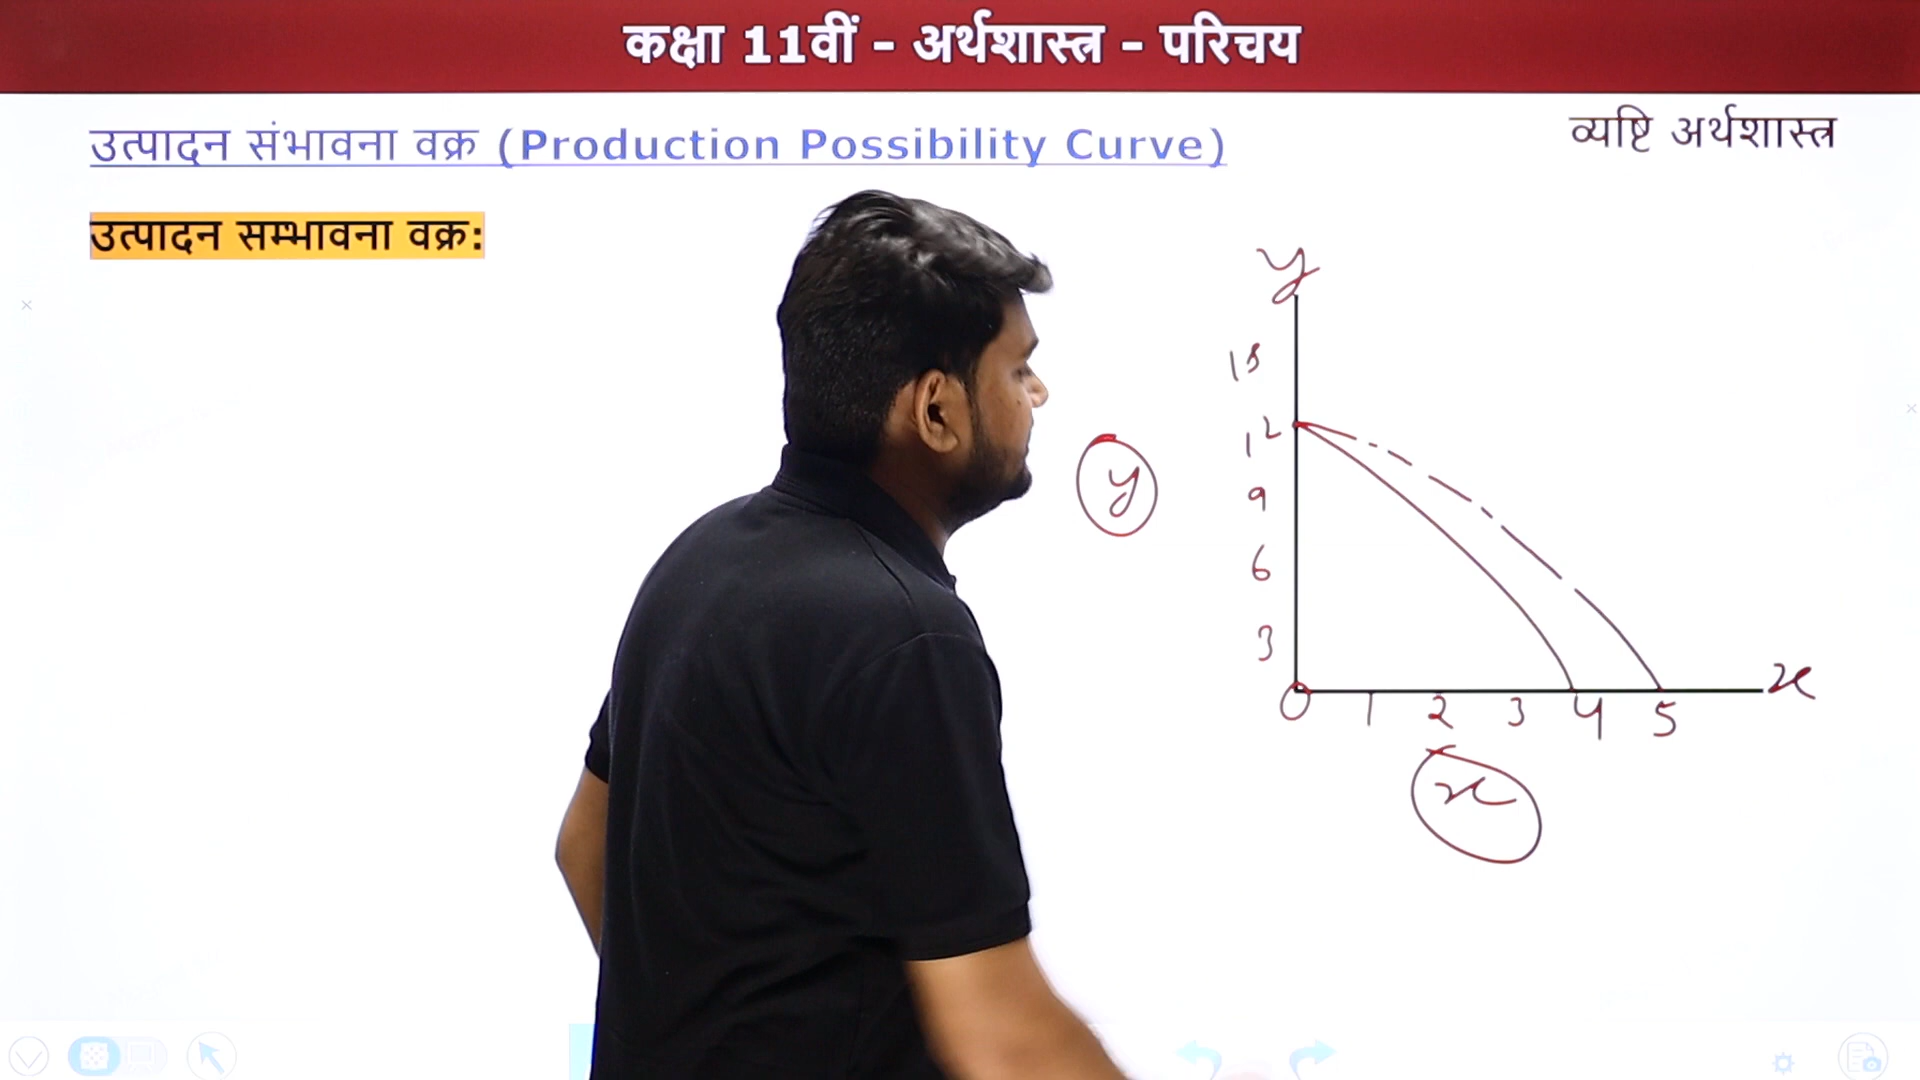 कक्षा 11वीं - अर्थशास्त्र - परिचय
उत्पादन संभावना वक्र (Production Possibility Curve)
व्यष्टि अर्थशास्त्र
उत्पादन सम्भावना वक्र:
y
15
12
9
6
3
y
0 1 2 3 4 5
x
x